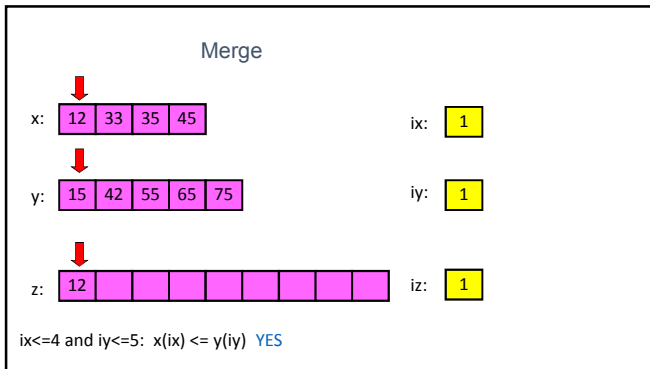 Merge
x: 12 33 35 45 ix: 1
y: 15 42 55 65 75 iy: 1
z: 12 iz: 1
ix<=4 and iy<=5: x(ix) <= y(iy) YES